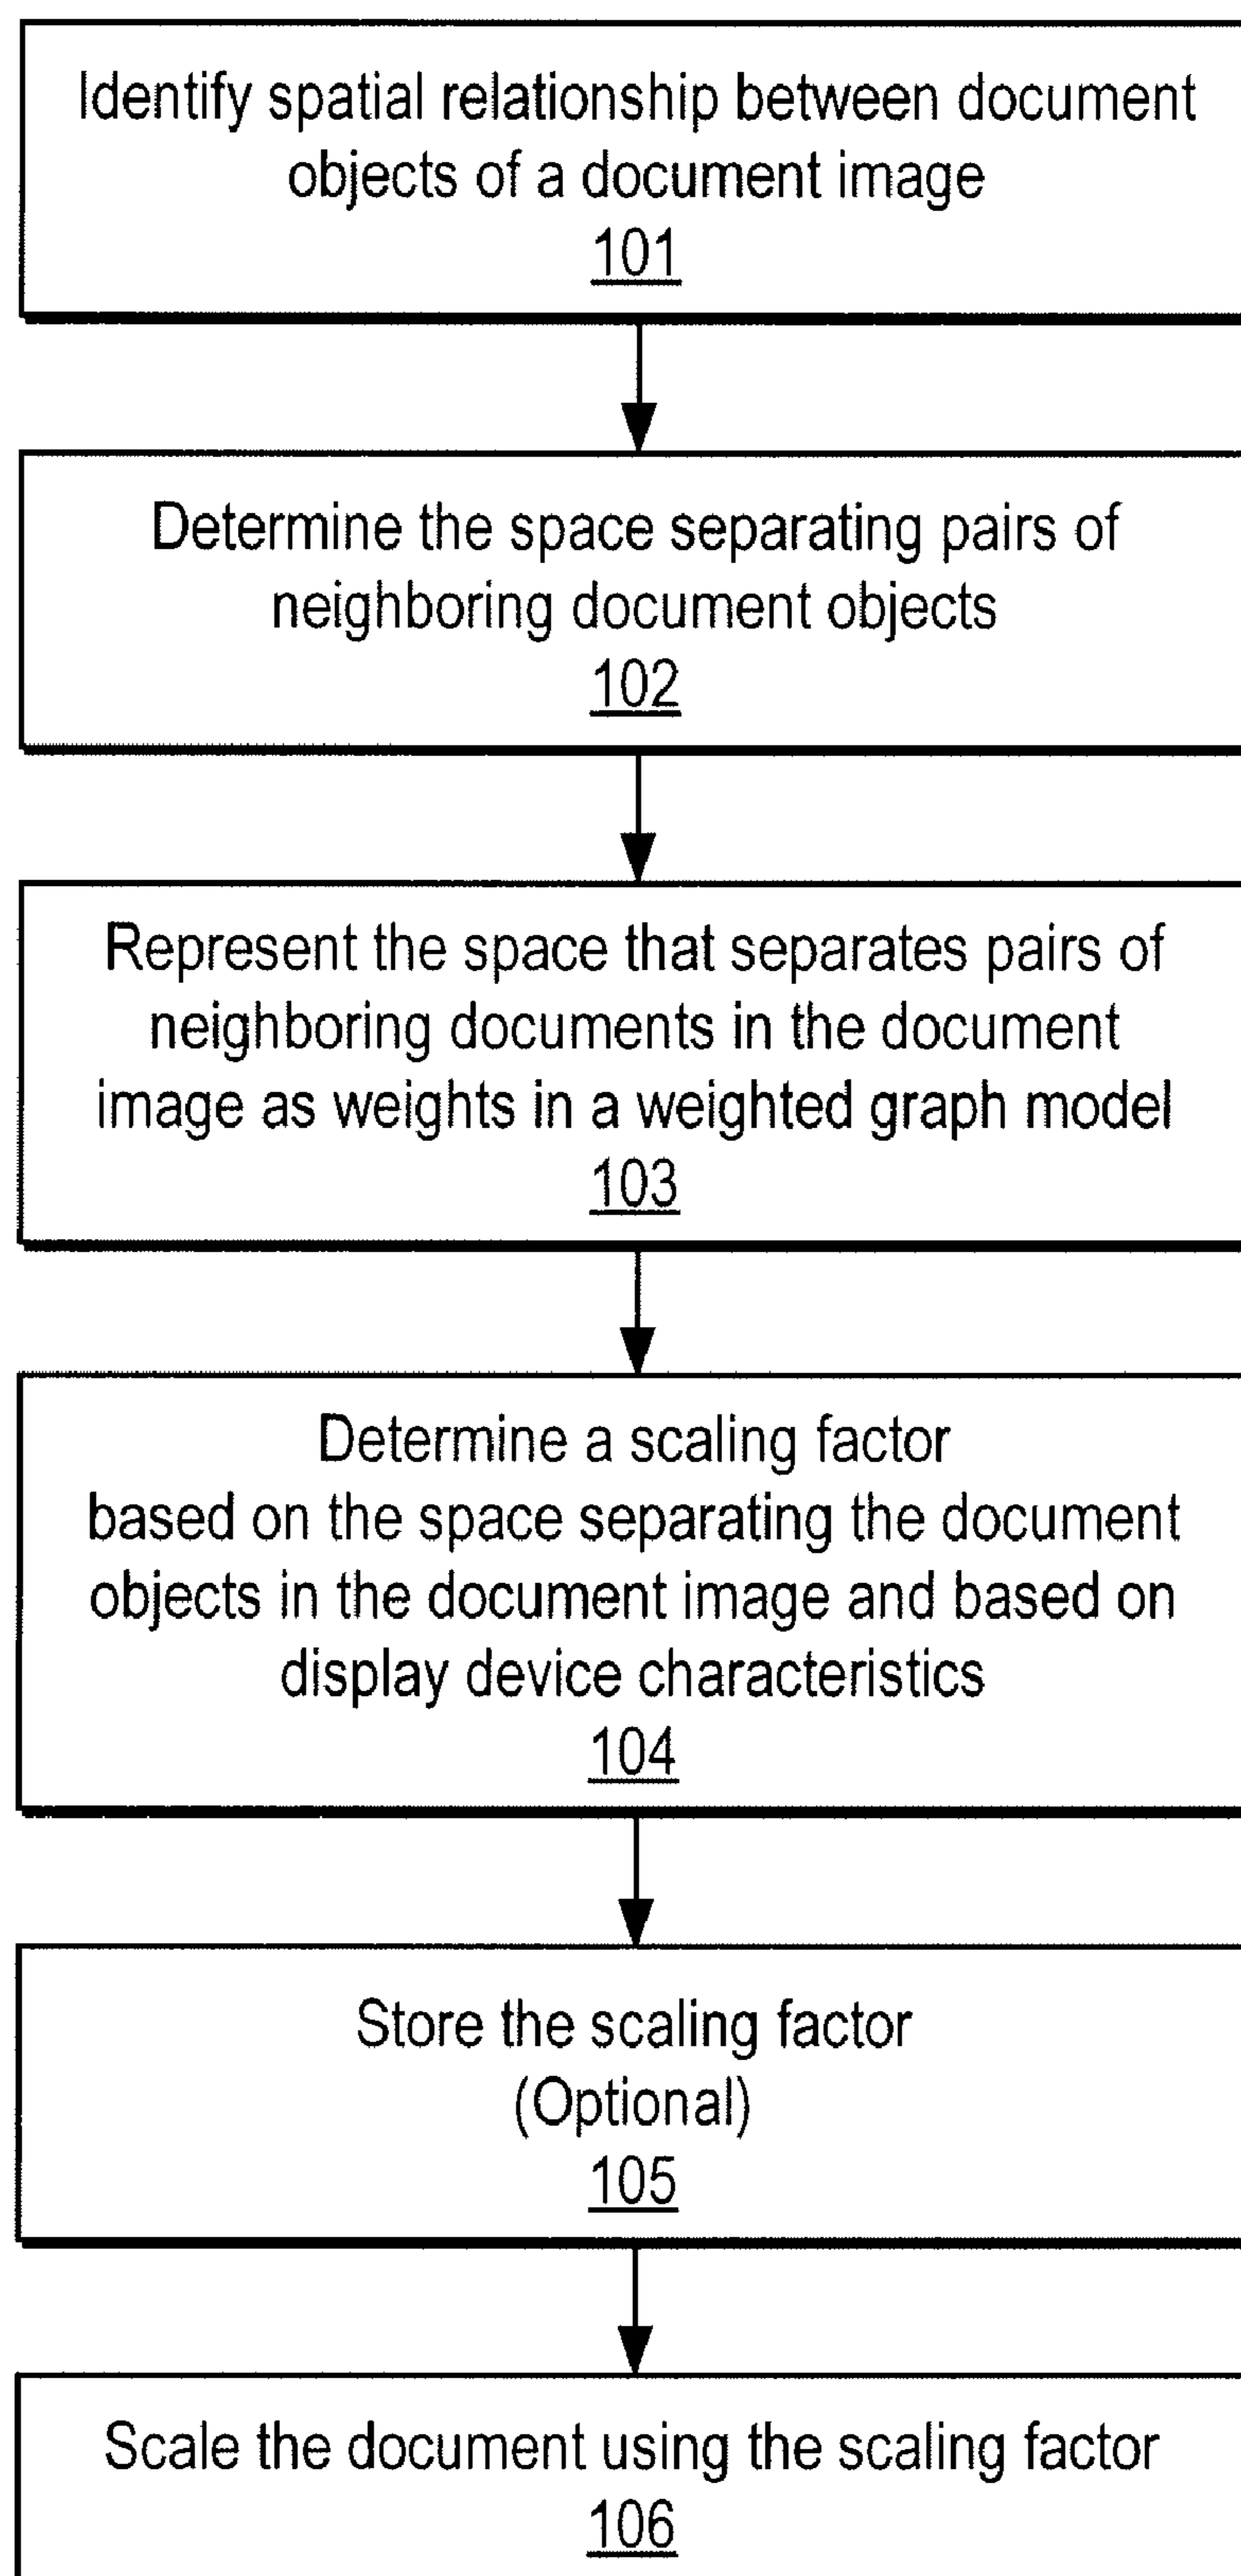 Identify spatial relationship between document
objects of a document image
101
Determine the space separating pairs of
neighboring document objects
102
Represent the space that separates pairs of
neighboring documents in the document
image as weights in a weighted graph model
103
Determine a scaling factor
based on the space separating the document
objects in the document image and based on
display device characteristics
104
Store the scaling factor
(Optional)
105
Scale the document using the scaling factor
106